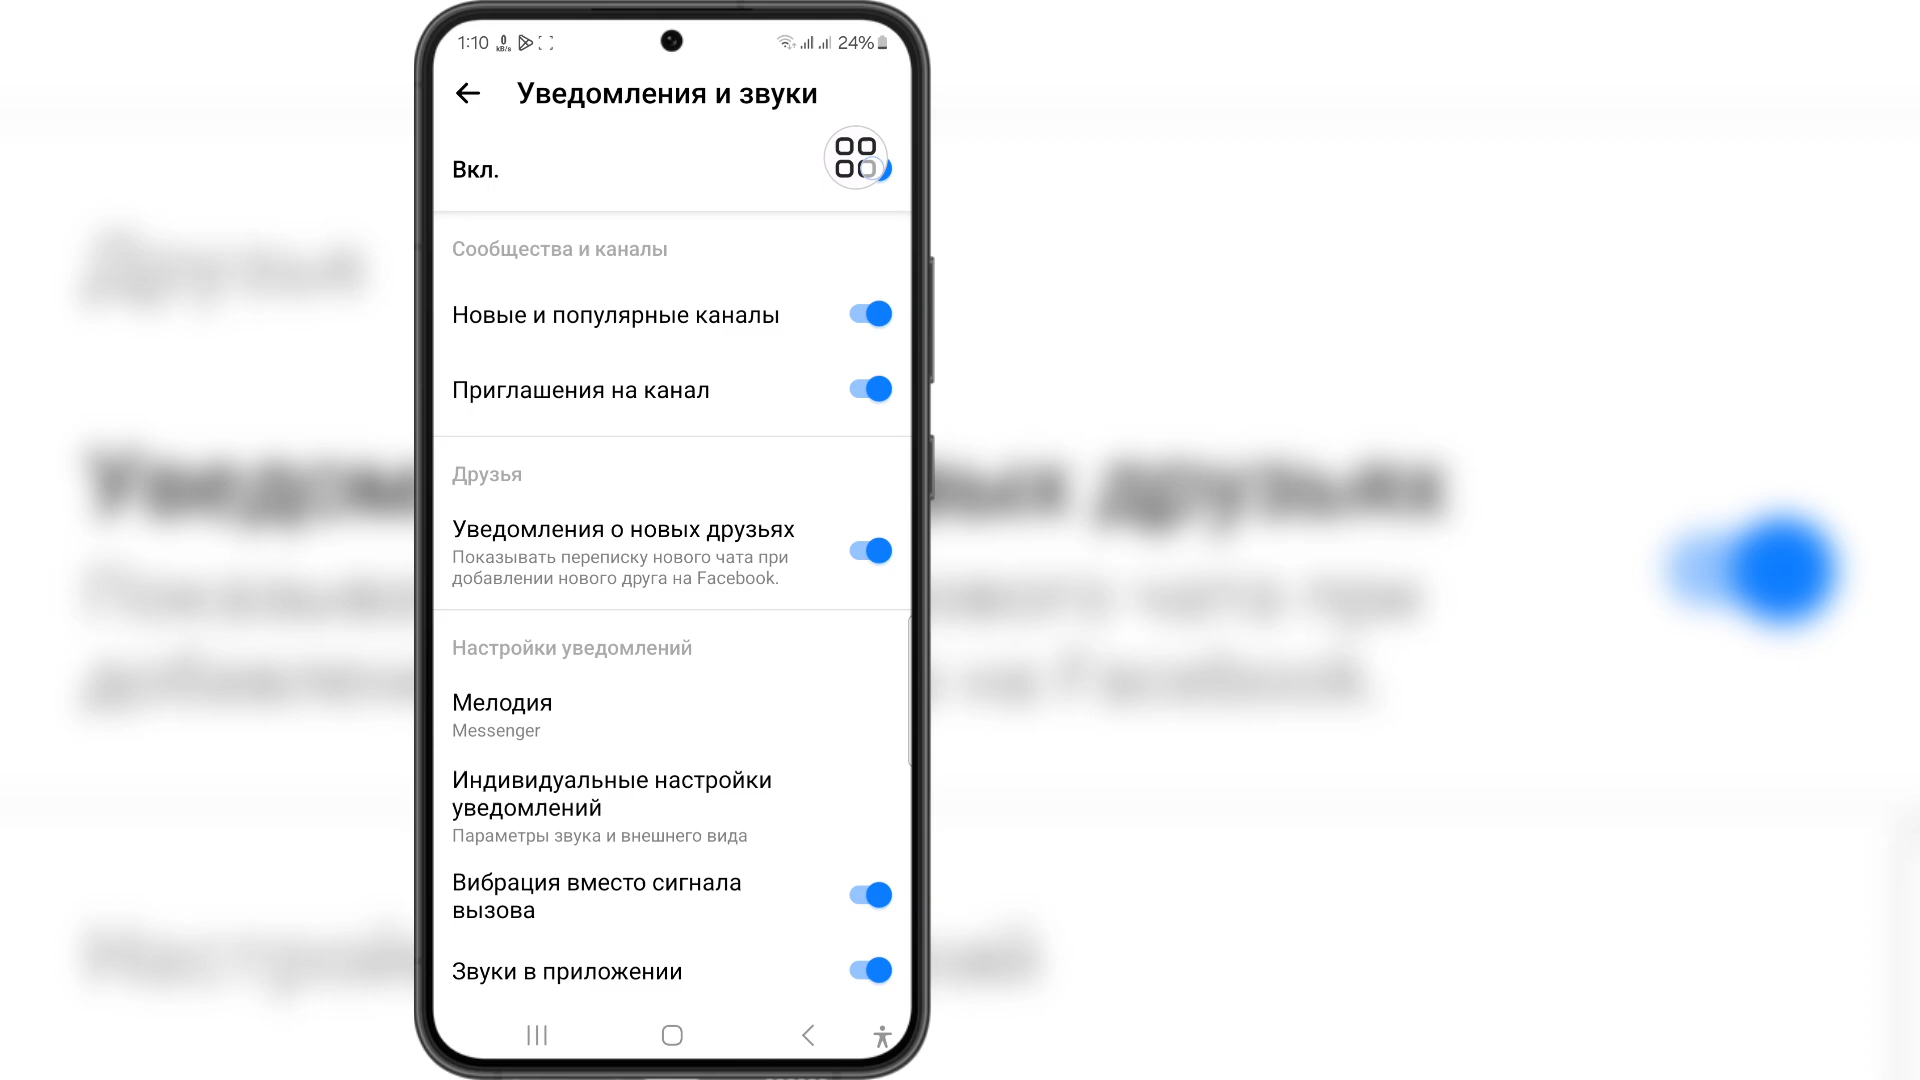 1:10 0 KB/s 24%
Уведомления и звуки
Вкл.
Сообщества и каналы
Новые и популярные каналы
Приглашения на канал
Друзья
Уведомления о новых друзьях
Показывать переписку нового чата при
добавлении нового друга на Facebook.
Настройки уведомлений
Мелодия
Messenger
Индивидуальные настройки
уведомлений
Параметры звука и внешнего вида
Вибрация вместо сигнала
вызова
Звуки в приложении